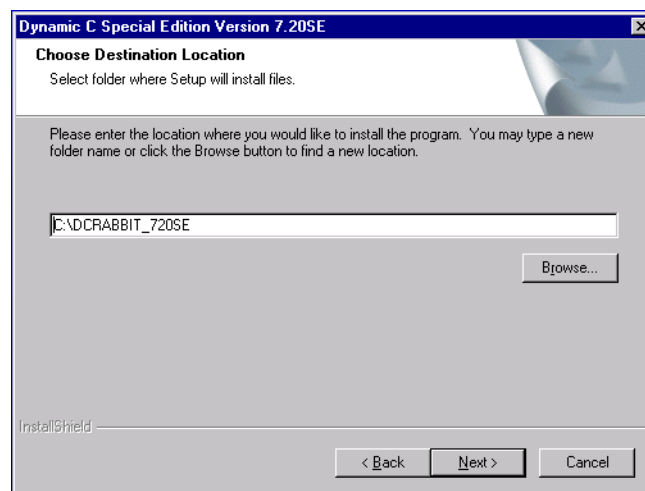 Dynamic C Special Edition Version 7.20SE
Choose Destination Location
Select folder where Setup will install files.
Please enter the location where you would like to install the program. You may type a new
folder name or click the Browse button to find a new location.
C:\DCRABBIT_720SE
Browse...
InstallShield
< Back
Next >
Cancel